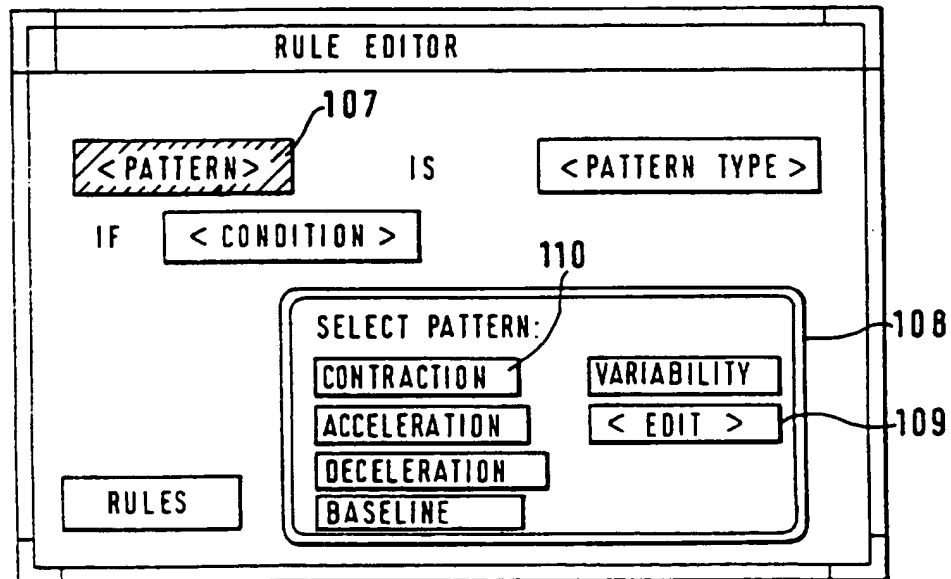 RULE EDITOR
107
<PATTERN> IS <PATTERN TYPE>
IF < CONDITION >
110
SELECT PATTERN:
108
CONTRACTION VARIABILITY
ACCELERATION < EDIT > 109
DECELERATION
RULES
BASELINE